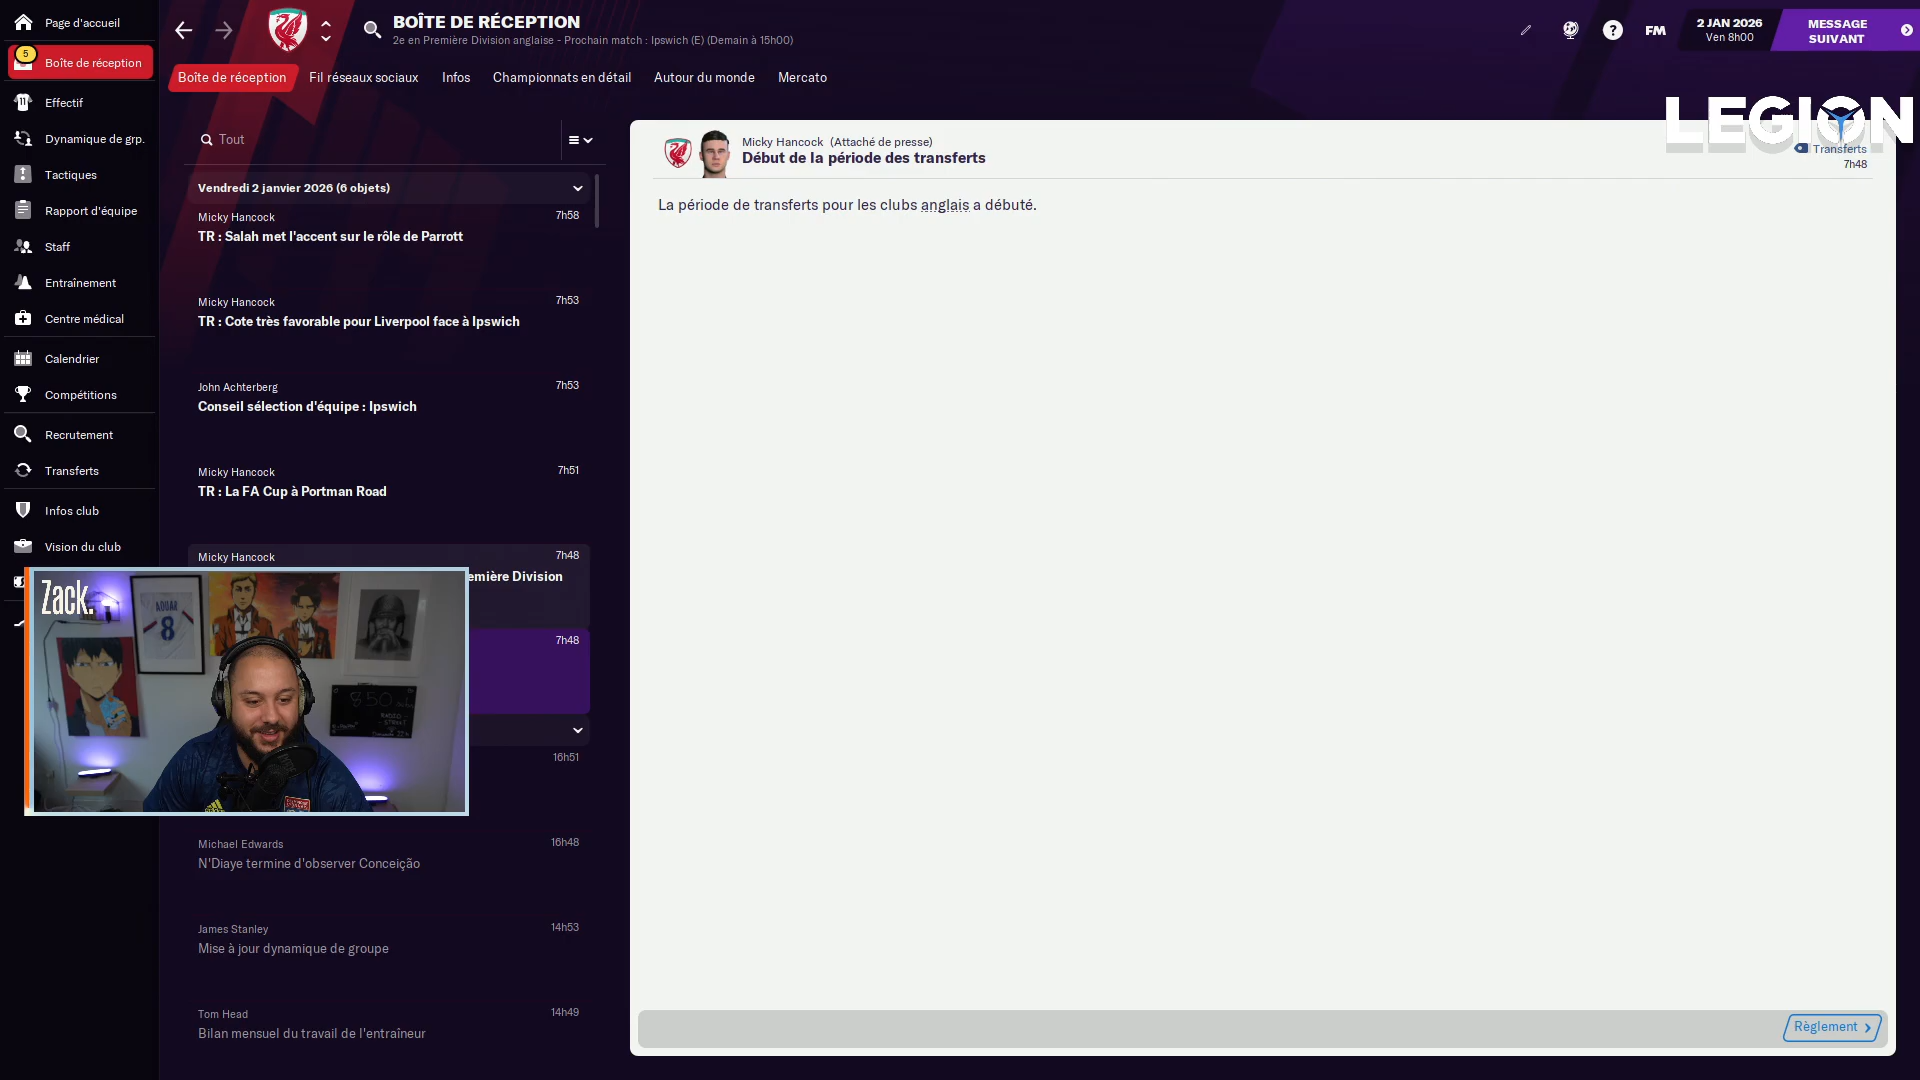 Page d'accueil
5
Boîte de réception
Effectif
Dynamique de grp.
Tactiques
Rapport d'équipe
Staff
Entraînement
Centre médical
Calendrier
Compétitions
Recrutement
Transferts
Infos club
Vision du club
BOÎTE DE RÉCEPTION
2e en Première Division anglaise - Prochain match : Ipswich (E) (Demain à 15h00)
FM
2 JAN 2026
Ven 8h00
MESSAGE
SUIVANT
Boîte de réception
Fil réseaux sociaux
Infos
Championnats en détail
Autour du monde
Mercato
LEGION
Tout
Vendredi 2 janvier 2026 (6 objets)
Micky Hancock
7h58
TR : Salah met l'accent sur le rôle de Parrott
Micky Hancock
7h53
TR : Cote très favorable pour Liverpool face à Ipswich
John Achterberg
7h53
Conseil sélection d'équipe : Ipswich
Micky Hancock
7h51
TR : La FA Cup à Portman Road
Micky Hancock
7h48
emière Division
7h48
16h51
Michael Edwards
16h48
N'Diaye termine d'observer Conceição
James Stanley
14h53
Mise à jour dynamique de groupe
Tom Head
14h49
Bilan mensuel du travail de l'entraîneur
Micky Hancock (Attaché de presse)
Début de la période des transferts
Transferts
7h48
La période de transferts pour les clubs anglais a débuté.
Règlement
Zack.
AOUAR
8
850